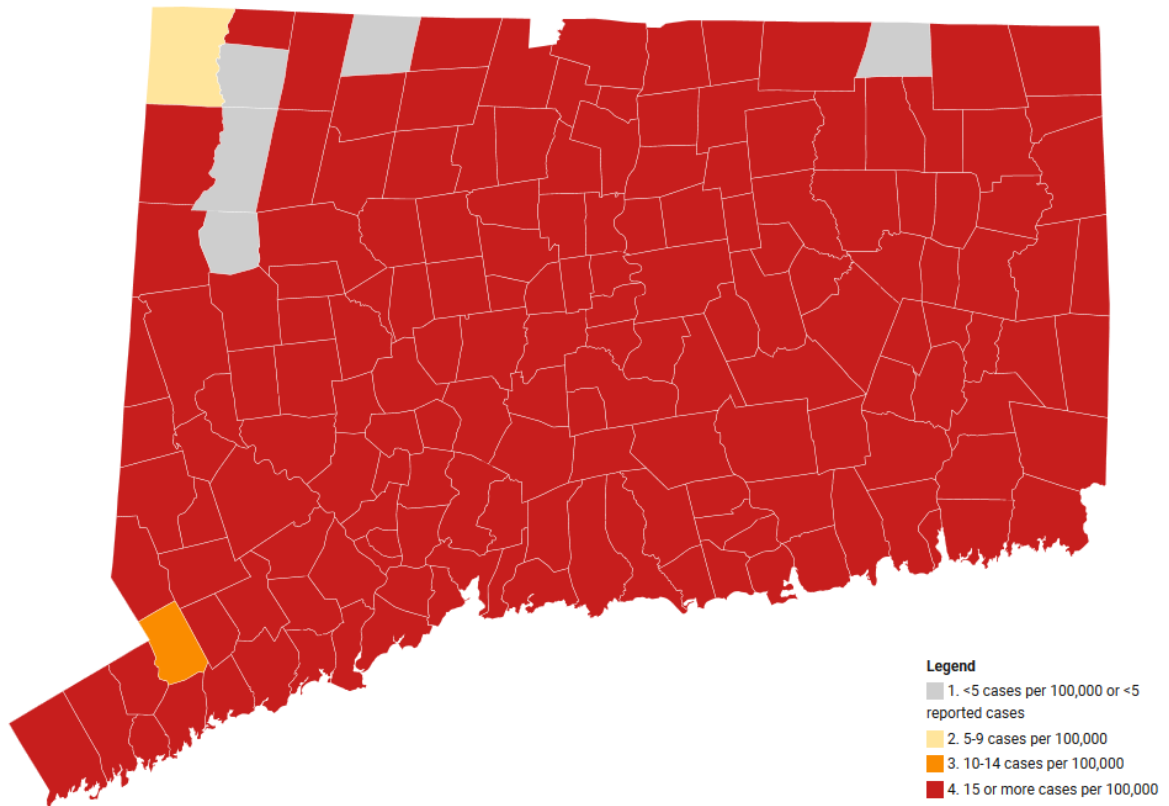 Legend
1. <5 cases per 100,000 or <5
reported cases
2. 5-9 cases per 100,000
3. 10-14 cases per 100,000
4. 15 or more cases per 100,000